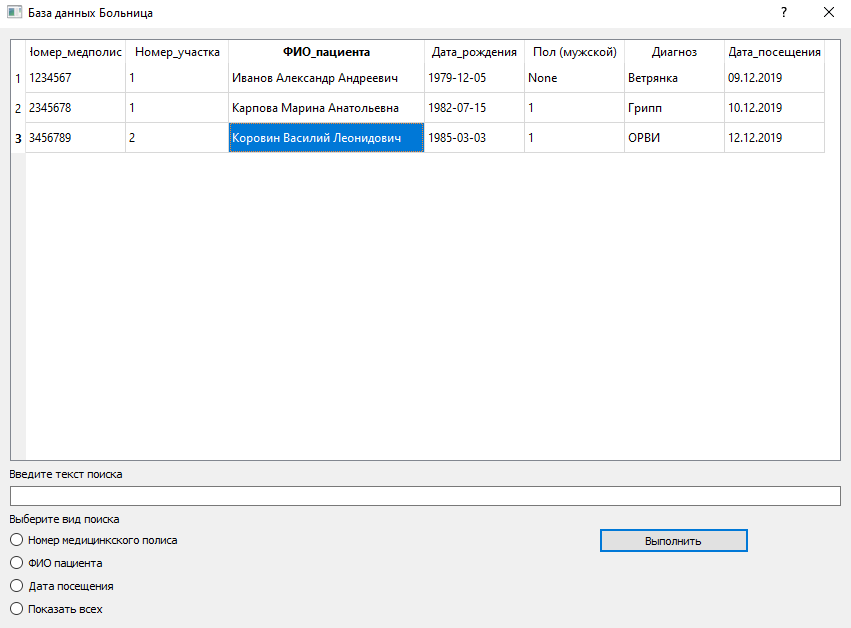 База данных Больница ?
Номер_медполис Номер_участка ФИО_пациента Дата_рождения Пол (мужской) Диагноз Дата_посещения
1 1234567 1 Иванов Александр Андреевич 1979-12-05 None Ветрянка 09.12.2019
2 2345678 1 Карпова Марина Анатольевна 1982-07-15 1 Грипп 10.12.2019
3 3456789 2 Коровин Василий Леонидович 1985-03-03 1 ОРВИ 12.12.2019
Введите текст поиска
Выберите вид поиска
Номер медицинкского полиса
Выполнить
ФИО пациента
Дата посещения
Показать всех